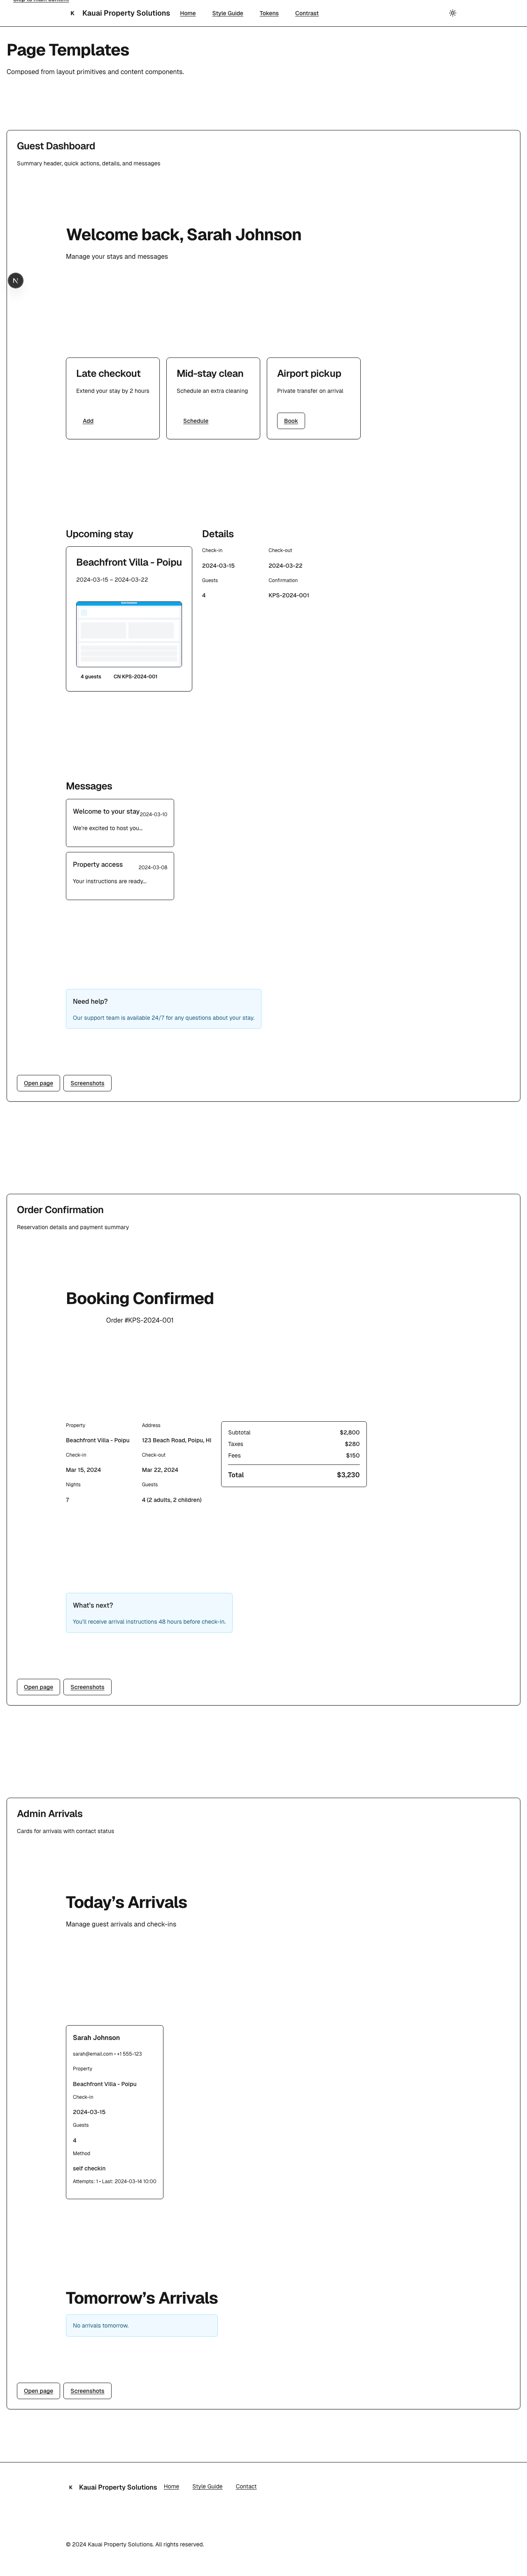 Skip to main content
K Kauai Property Solutions Home Style Guide Tokens Contrast
Page Templates
Composed from layout primitives and content components.
Guest Dashboard
Summary header, quick actions, details, and messages
Welcome back, Sarah Johnson
Manage your stays and messages
N
Late checkout
Extend your stay by 2 hours
Add
Mid-stay clean
Schedule an extra cleaning
Schedule
Airport pickup
Private transfer on arrival
Book
Upcoming stay
Beachfront Villa - Poipu
2024-03-15 – 2024-03-22
4 guests CN KPS-2024-001
Details
Check-in Check-out
2024-03-15 2024-03-22
Guests Confirmation
4 KPS-2024-001
Messages
Welcome to your stay 2024-03-10
We're excited to host you...
Property access 2024-03-08
Your instructions are ready...
Need help?
Our support team is available 24/7 for any questions about your stay.
Open page Screenshots
Order Confirmation
Reservation details and payment summary
Booking Confirmed
Order #KPS-2024-001
Property Address
Beachfront Villa - Poipu 123 Beach Road, Poipu, HI
Check-in Check-out
Mar 15, 2024 Mar 22, 2024
Nights Guests
7 4 (2 adults, 2 children)
Subtotal $2,800
Taxes $280
Fees $150
Total $3,230
What's next?
You'll receive arrival instructions 48 hours before check-in.
Open page Screenshots
Admin Arrivals
Cards for arrivals with contact status
Today's Arrivals
Manage guest arrivals and check-ins
Sarah Johnson
sarah@email.com • +1 555-123
Property
Beachfront Villa - Poipu
Check-in
2024-03-15
Guests
4
Method
self checkin
Attempts: 1 • Last: 2024-03-14 10:00
Tomorrow's Arrivals
No arrivals tomorrow.
Open page Screenshots
K Kauai Property Solutions Home Style Guide Contact
© 2024 Kauai Property Solutions. All rights reserved.